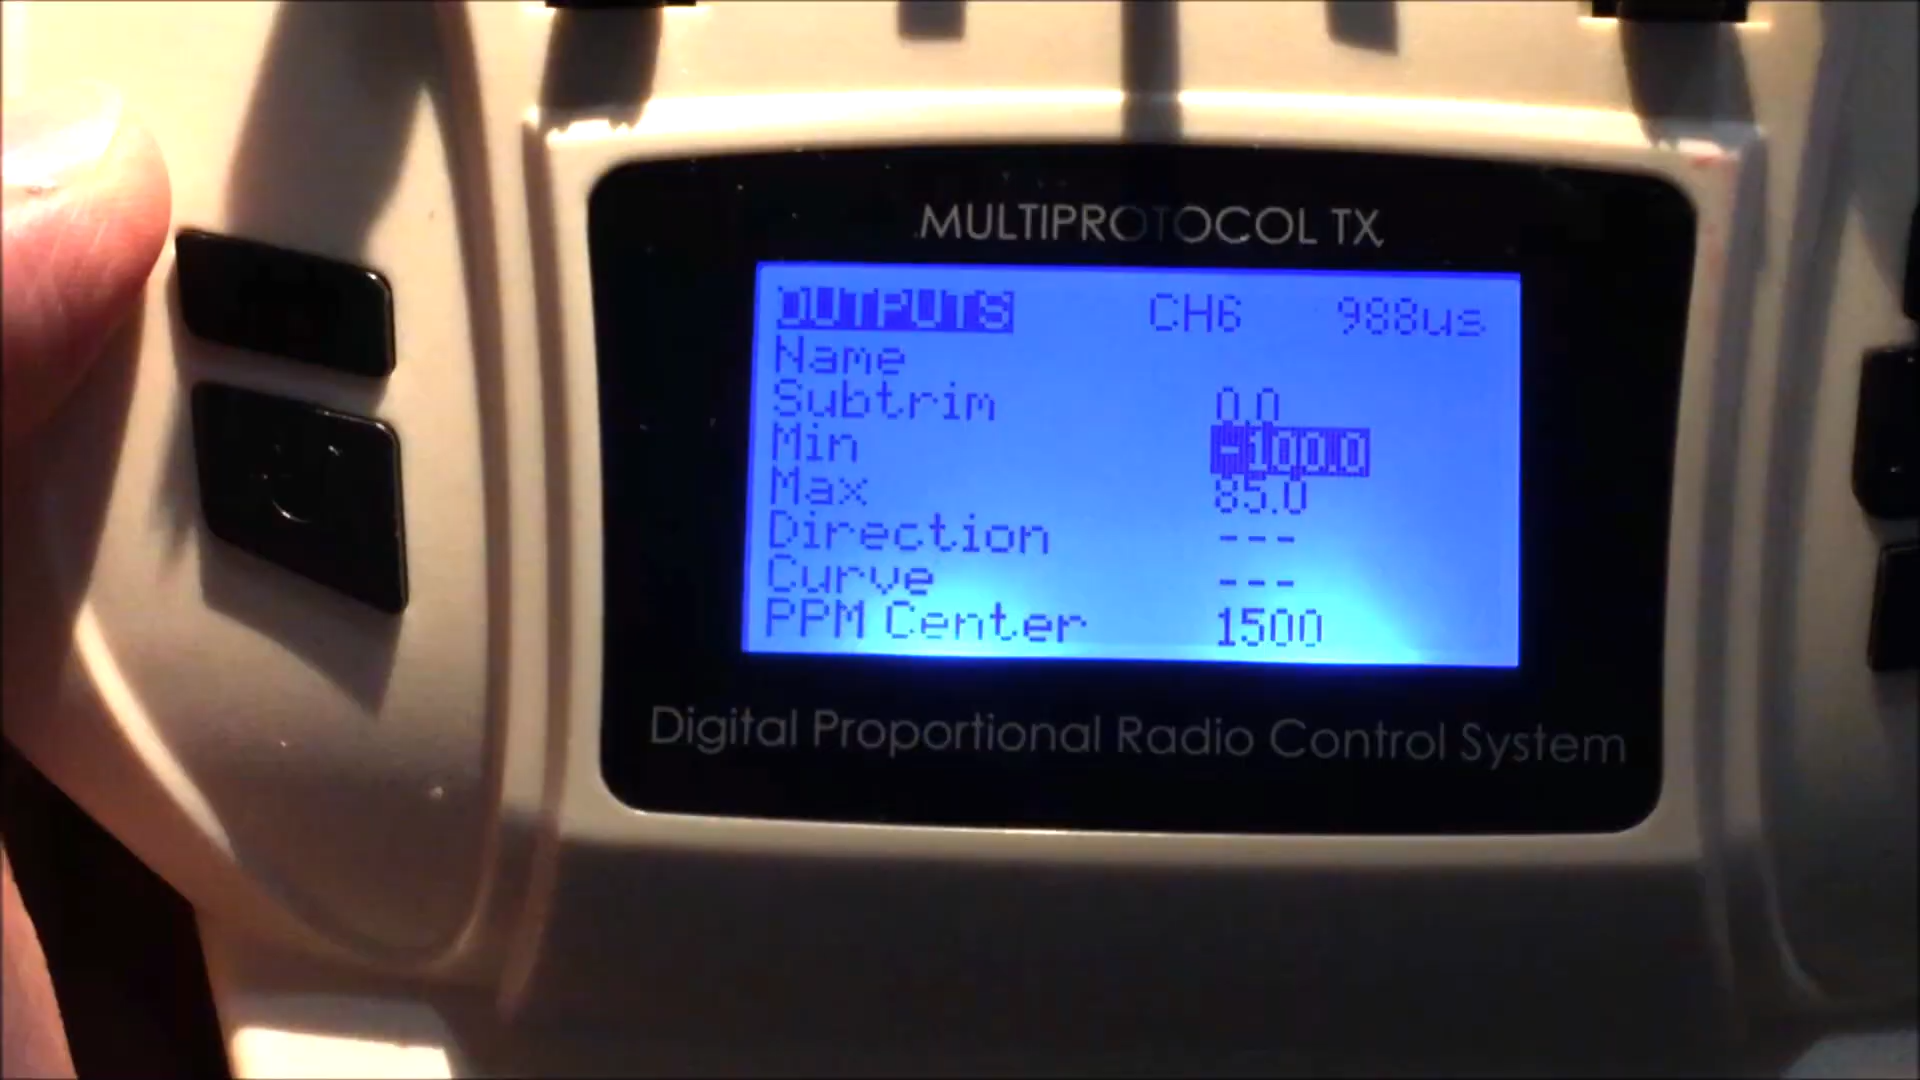 MULTIPROTOCOL TX
OUTPUTS CH6 988us
Name
Subtrim 0.0
Min -100.0
Max 85.0
Direction ---
Curve ---
PPM Center 1500
Digital Proportional Radio Control System